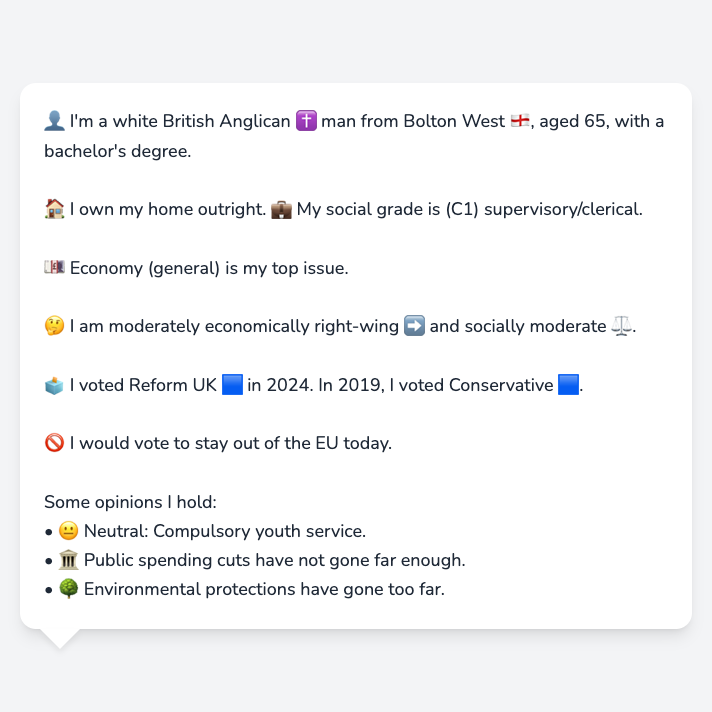 👤 I'm a white British Anglican ✝️ man from Bolton West 🏴󠁧󠁢󠁥󠁮󠁧󠁿, aged 65, with a
bachelor's degree.
🏠 I own my home outright. 💼 My social grade is (C1) supervisory/clerical.
💷 Economy (general) is my top issue.
🤔 I am moderately economically right-wing ➡️ and socially moderate ⚖️.
🗳️ I voted Reform UK 🟦 in 2024. In 2019, I voted Conservative 🟦.
🚫 I would vote to stay out of the EU today.
Some opinions I hold:
• 😐 Neutral: Compulsory youth service.
• 🏛️ Public spending cuts have not gone far enough.
• 🌳 Environmental protections have gone too far.